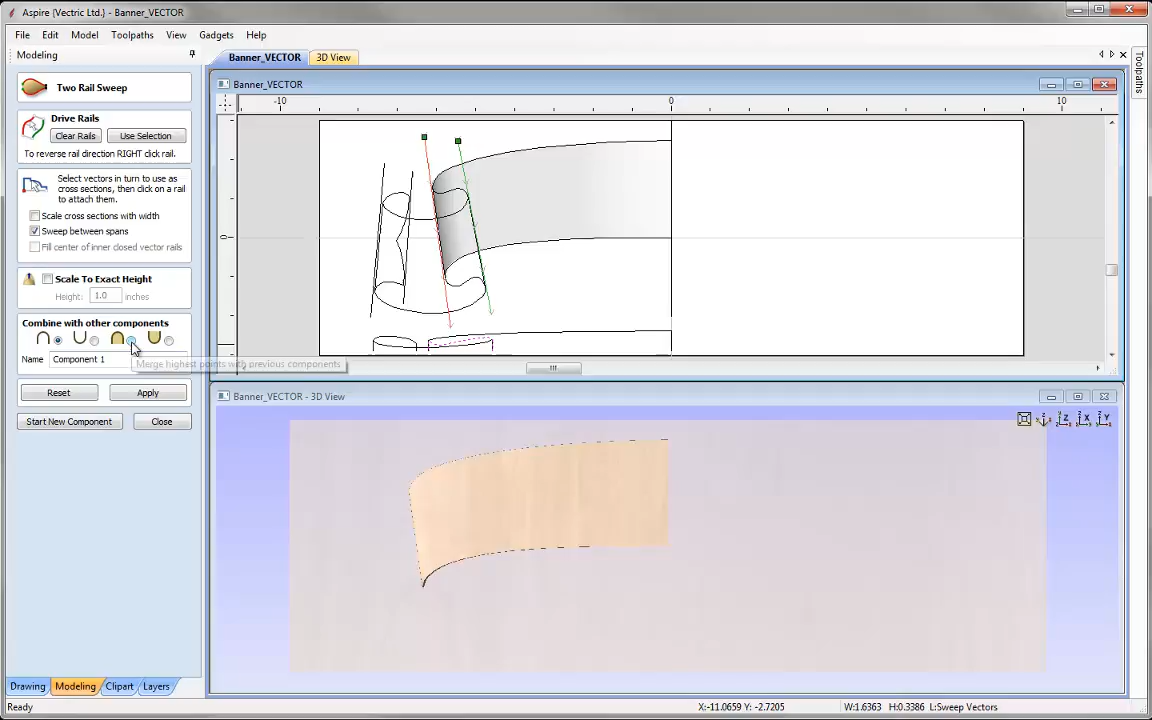 Aspire {Vectric Ltd.} - Banner_VECTOR
File Edit Model Toolpaths View Gadgets Help
Modeling
Banner_VECTOR 3D View
Toolpaths
Two Rail Sweep
Banner_VECTOR
-10 0 10
Drive Rails
Clear Rails Use Selection
To reverse rail direction RIGHT click rail.
Select vectors in turn to use as
cross sections, then click on a rail
to attach them.
Scale cross sections with width
Sweep between spans
Fill center of inner closed vector rails
0
Scale To Exact Height
Height: 1.0 inches
Combine with other components
Name Component 1
Merge highest points with previous components
Reset Apply
Start New Component Close
Banner_VECTOR - 3D View
Z X Y
Drawing Modeling Clipart Layers
Ready
X:-11.0659 Y: -2.7205 W:1.6363 H:0.3386 L:Sweep Vectors